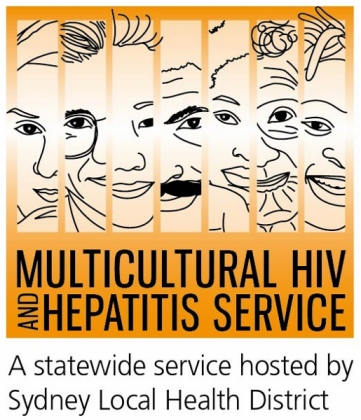 MULTICULTURAL HIV
AND HEPATITIS SERVICE
A statewide service hosted by
Sydney Local Health District